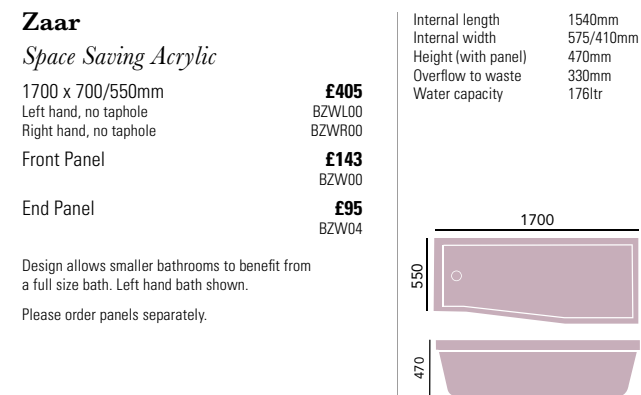 Zaar
Space Saving Acrylic
1700 x 700/550mm £405
Left hand, no taphole BZWL00
Right hand, no taphole BZWR00
Front Panel £143
BZW00
End Panel £95
BZW04
Design allows smaller bathrooms to benefit from
a full size bath. Left hand bath shown.
Please order panels separately.
Internal length 1540mm
Internal width 575/410mm
Height (with panel) 470mm
Overflow to waste 330mm
Water capacity 176ltr
1700
550
470